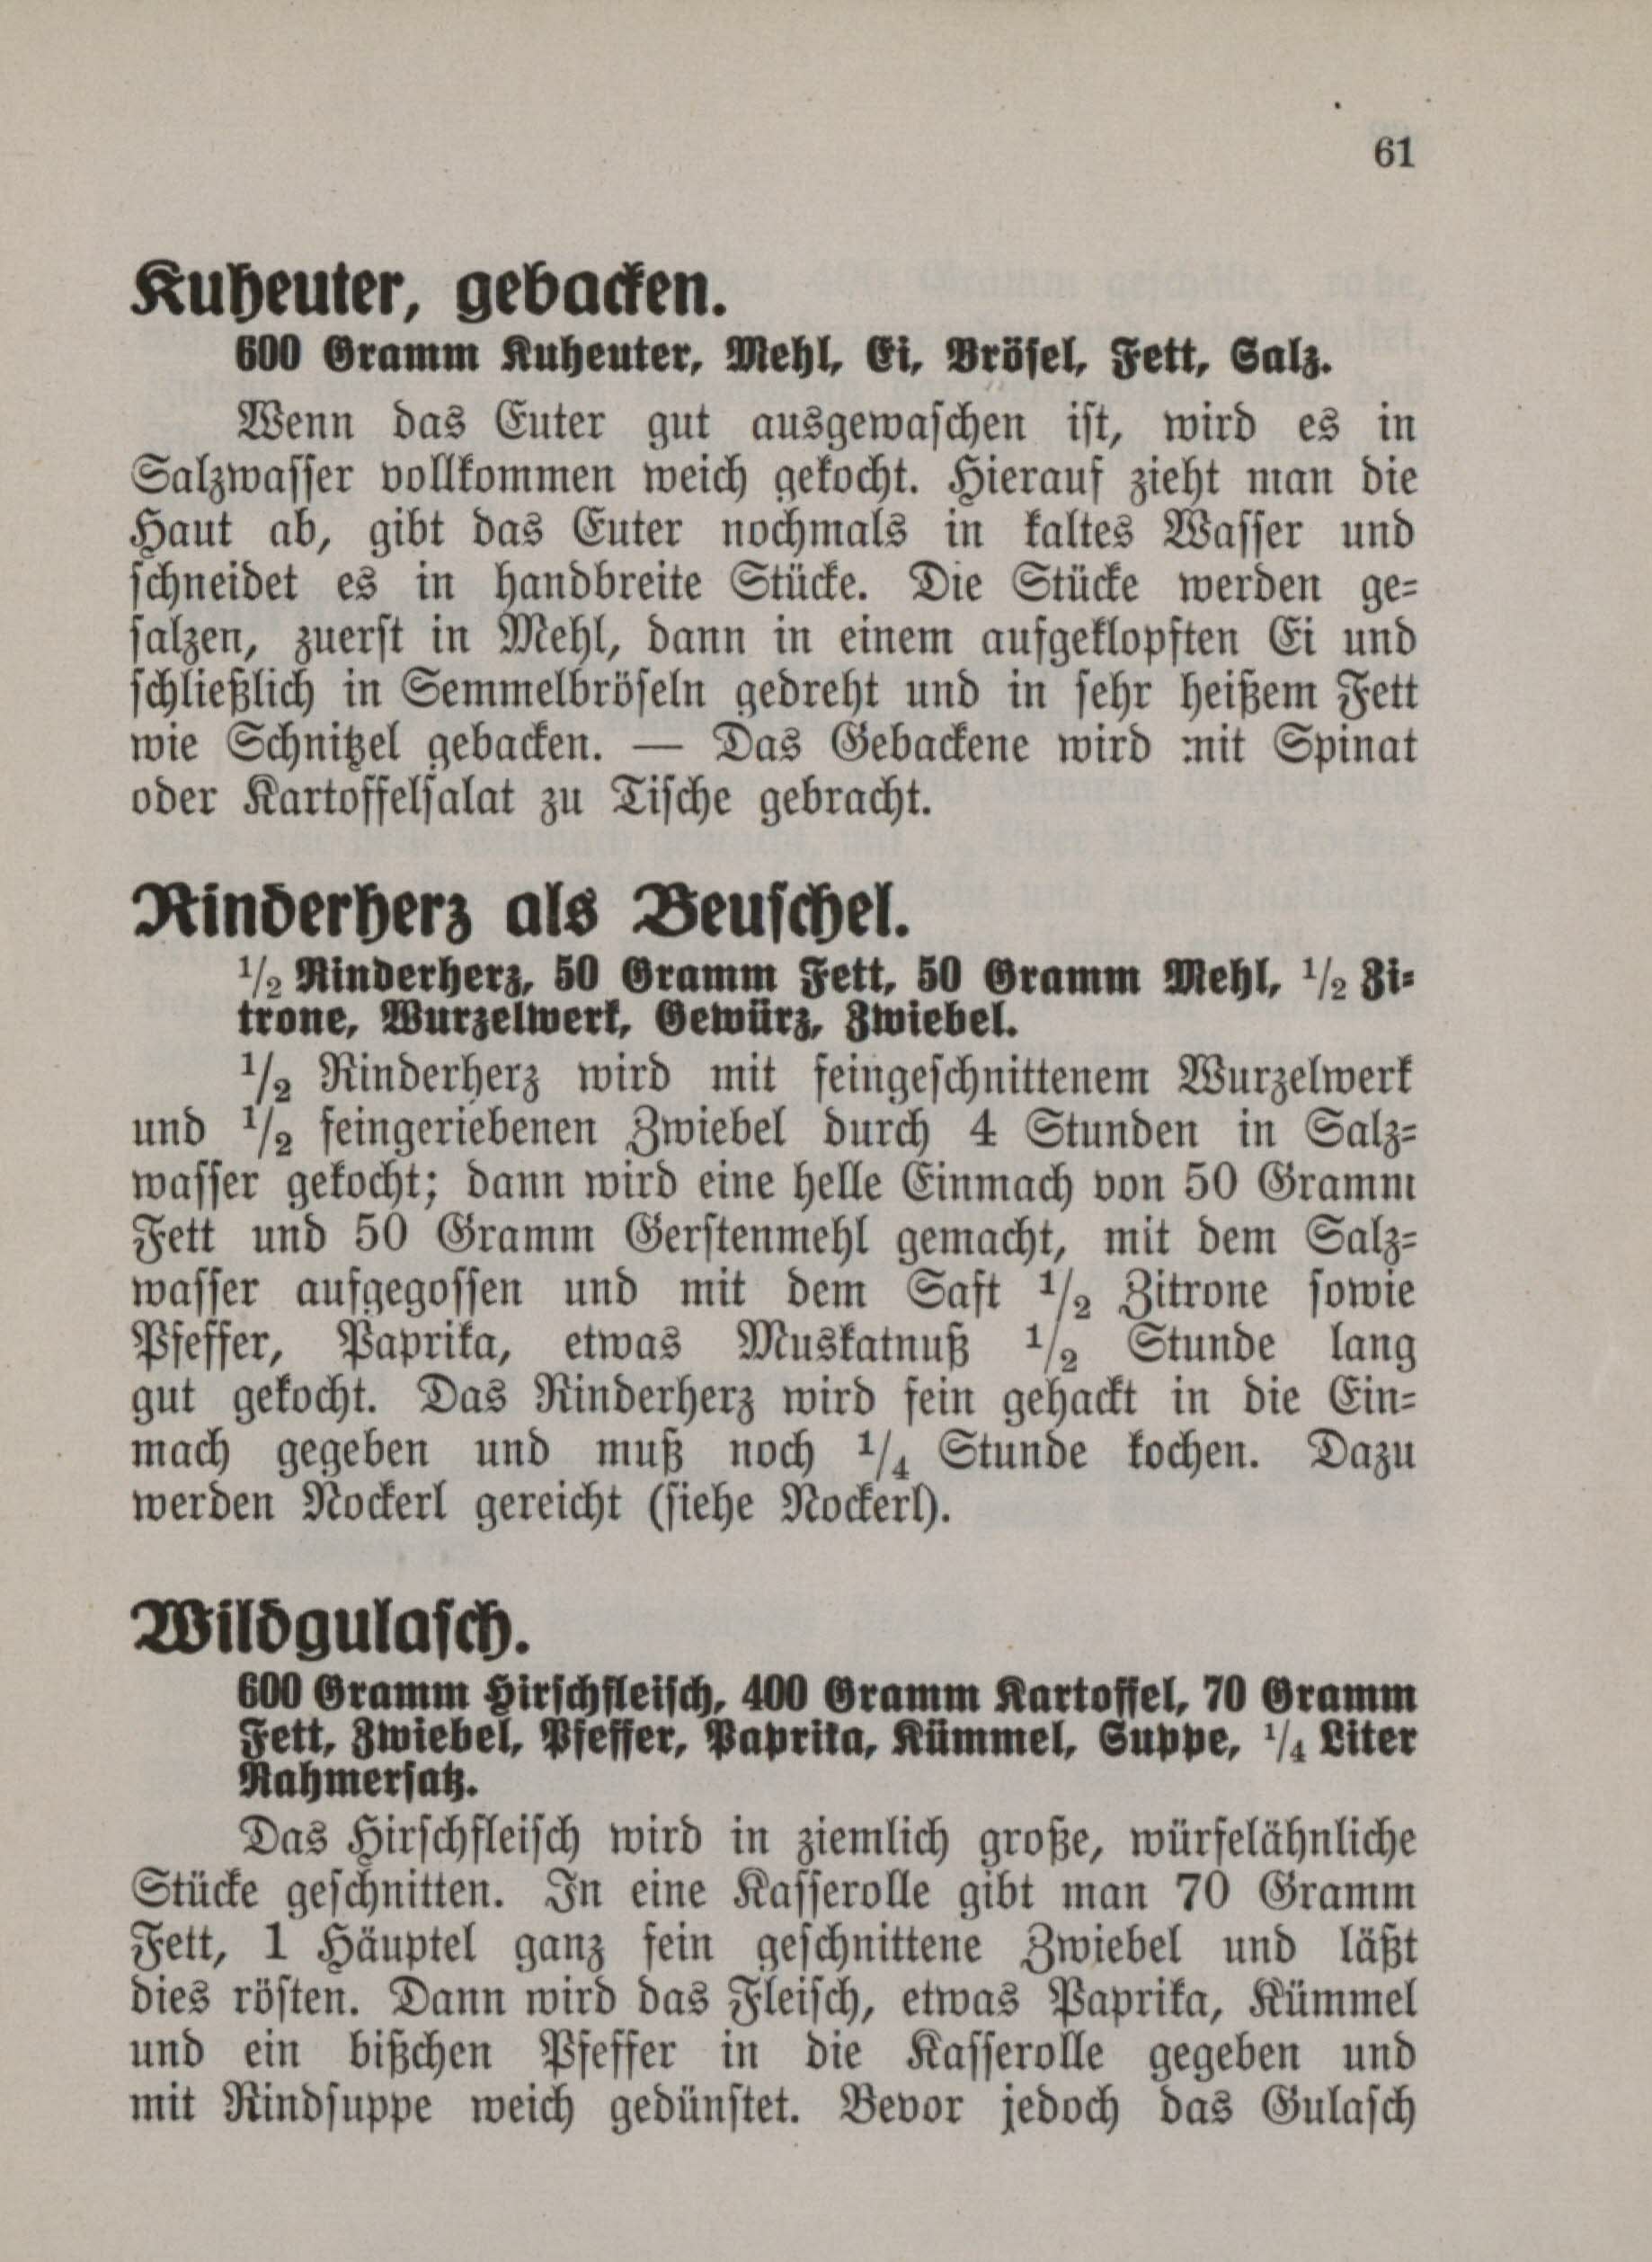 61
Kuheuter, gebacken.
600 Gramm Kuheuter, Mehl, Ei, Brösel, Fett, Salz.
Wenn das Euter gut ausgewaschen ist, wird es in
Salzwasser vollkommen weich gekocht. Hierauf zieht man die
Haut ab, gibt das Euter nochmals in kaltes Wasser und
schneidet es in handbreite Stücke. Die Stücke werden ge-
salzen, zuerst in Mehl, dann in einem aufgeklopften Ei und
schließlich in Semmelbröseln gedreht und in sehr heißem Fett
wie Schnitzel gebacken. — Das Gebackene wird mit Spinat
oder Kartoffelsalat zu Tische gebracht.
Rinderherz als Beuschel.
1/2 Rinderherz, 50 Gramm Fett, 50 Gramm Mehl, 1/2 Zi-
trone, Wurzelwerk, Gewürz, Zwiebel.
1/2 Rinderherz wird mit feingeschnittenem Wurzelwerk
und 1/2 feingeriebenen Zwiebel durch 4 Stunden in Salz-
wasser gekocht; dann wird eine helle Einmach von 50 Gramm
Fett und 50 Gramm Gerstenmehl gemacht, mit dem Salz-
wasser aufgegossen und mit dem Saft 1/2 Zitrone sowie
Pfeffer, Paprika, etwas Muskatnuß 1/2 Stunde lang
gut gekocht. Das Rinderherz wird fein gehackt in die Ein-
mach gegeben und muß noch 1/4 Stunde kochen. Dazu
werden Nockerl gereicht (siehe Nockerl).
Wildgulasch.
600 Gramm Hirschfleisch, 400 Gramm Kartoffel, 70 Gramm
Fett, Zwiebel, Pfeffer, Paprika, Kümmel, Suppe, 1/4 Liter
Rahmersatz.
Das Hirschfleisch wird in ziemlich große, würfelähnliche
Stücke geschnitten. In eine Kasserolle gibt man 70 Gramm
Fett, 1 Häuptel ganz fein geschnittene Zwiebel und läßt
dies rösten. Dann wird das Fleisch, etwas Paprika, Kümmel
und ein bißchen Pfeffer in die Kasserolle gegeben und
mit Rindsuppe weich gedünstet. Bevor jedoch das Gulasch